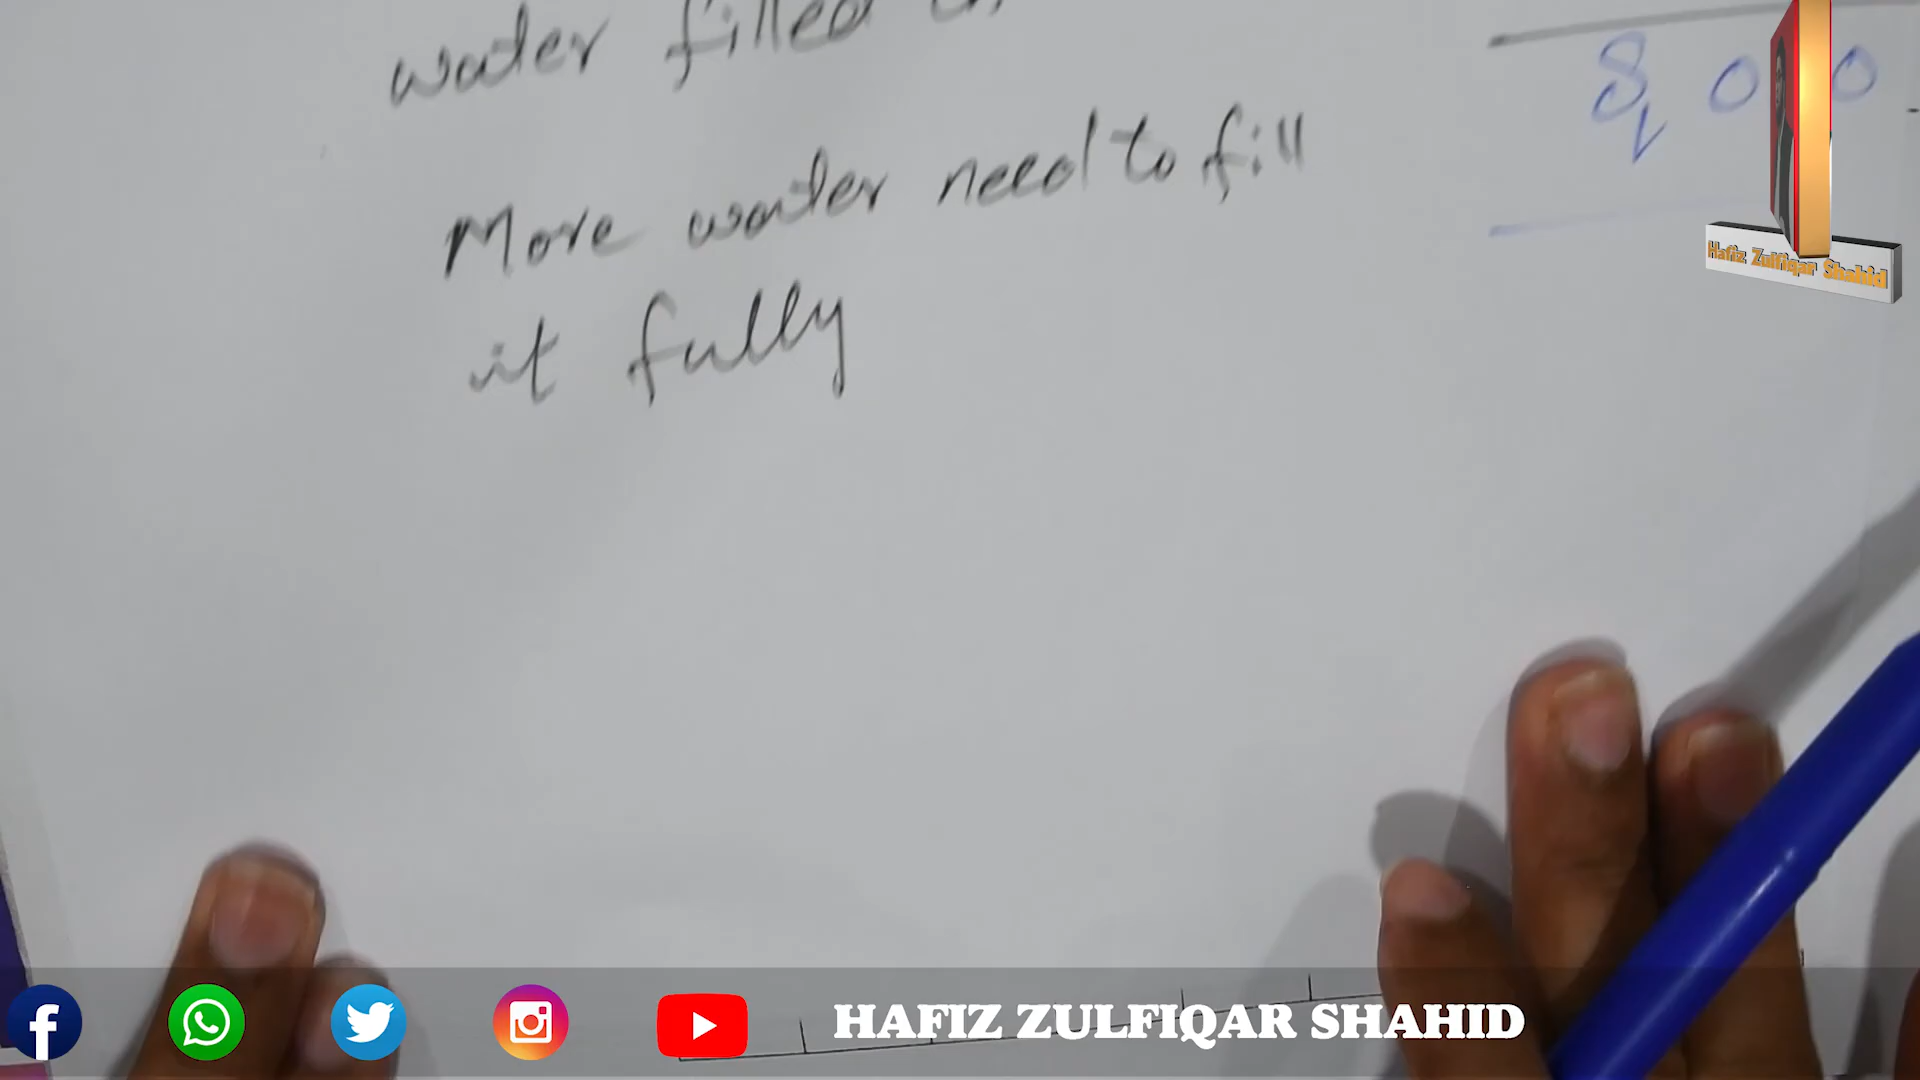 water filled
8, 0 0
More water need to fill
it fully
Hafiz Zulfiqar Shahid
HAFIZ ZULFIQAR SHAHID